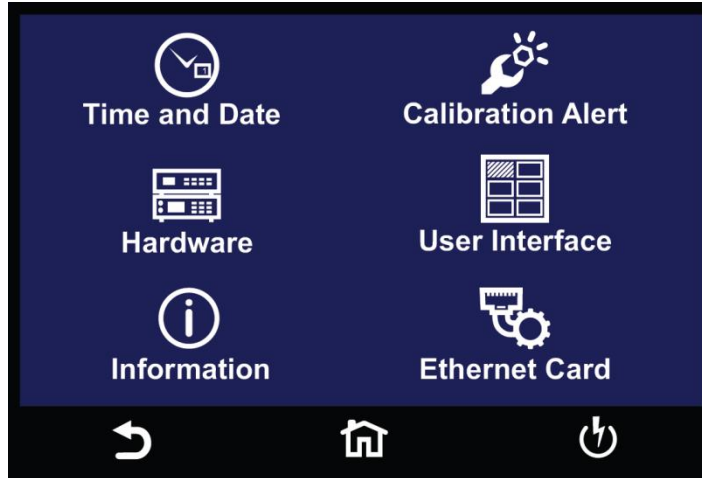 Time and Date
Calibration Alert
Hardware
User Interface
Information
Ethernet Card